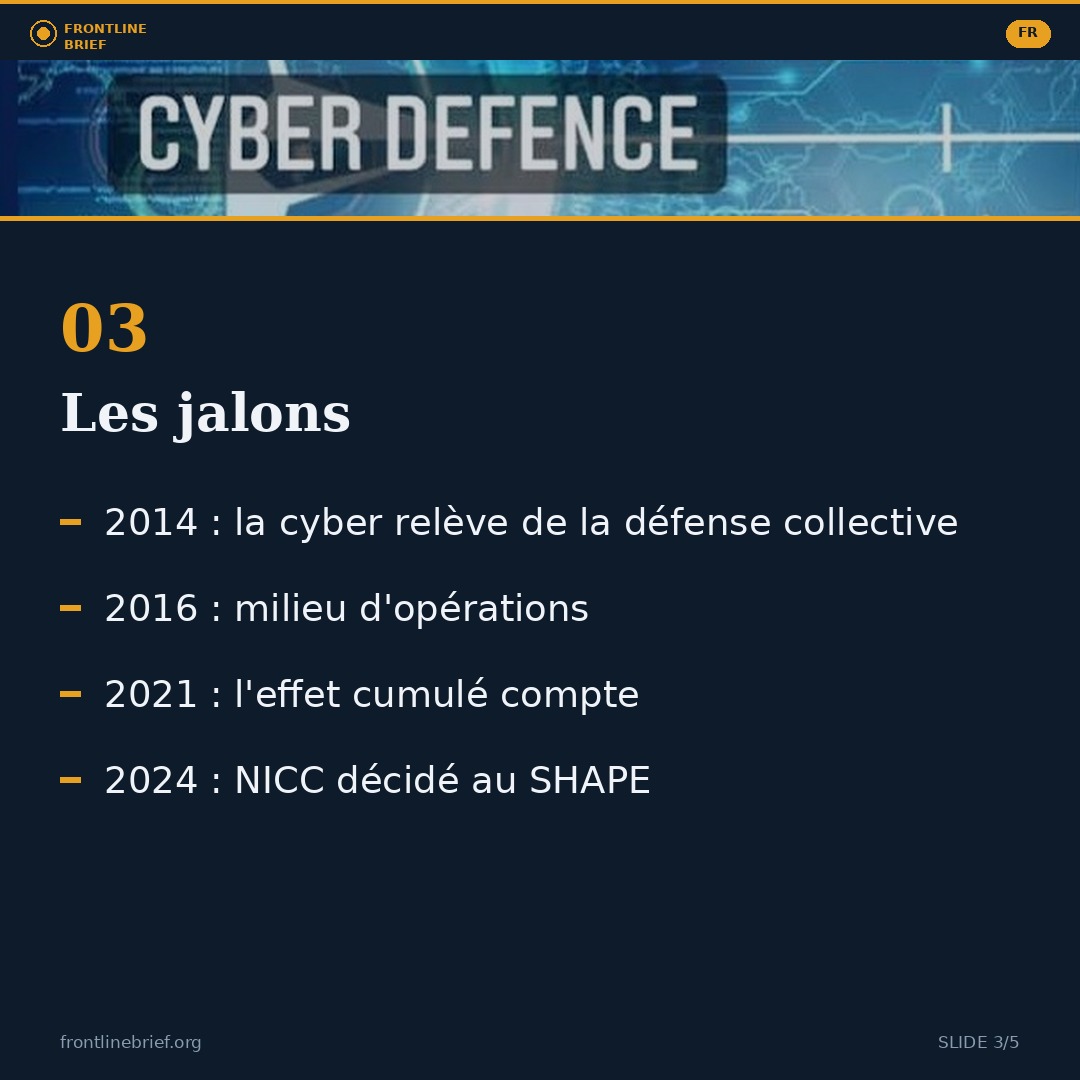 FRONTLINE
BRIEF
FR
CYBER DEFENCE
03
Les jalons
2014 : la cyber relève de la défense collective
2016 : milieu d'opérations
2021 : l'effet cumulé compte
2024 : NICC décidé au SHAPE
frontlinebrief.org
SLIDE 3/5